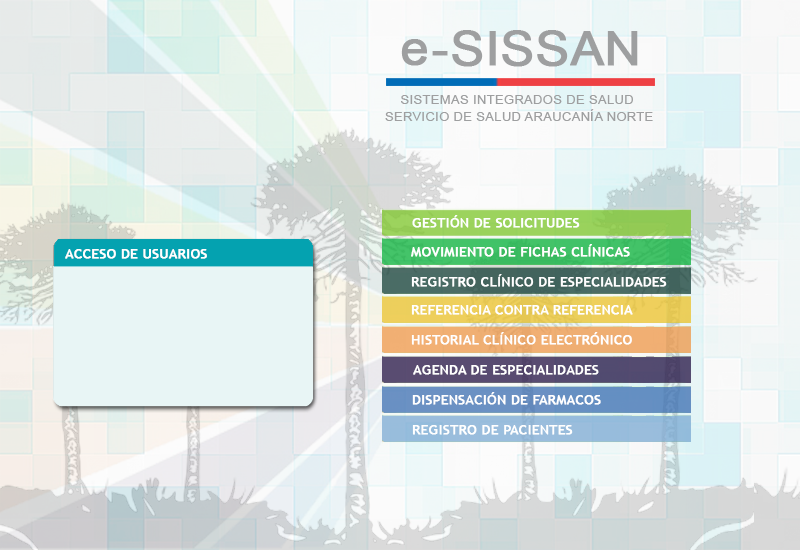 e-SISSAN
SISTEMAS INTEGRADOS DE SALUD
SERVICIO DE SALUD ARAUCANÍA NORTE
ACCESO DE USUARIOS
GESTIÓN DE SOLICITUDES
MOVIMIENTO DE FICHAS CLÍNICAS
REGISTRO CLÍNICO DE ESPECIALIDADES
REFERENCIA CONTRA REFERENCIA
HISTORIAL CLÍNICO ELECTRÓNICO
AGENDA DE ESPECIALIDADES
DISPENSACIÓN DE FARMACOS
REGISTRO DE PACIENTES